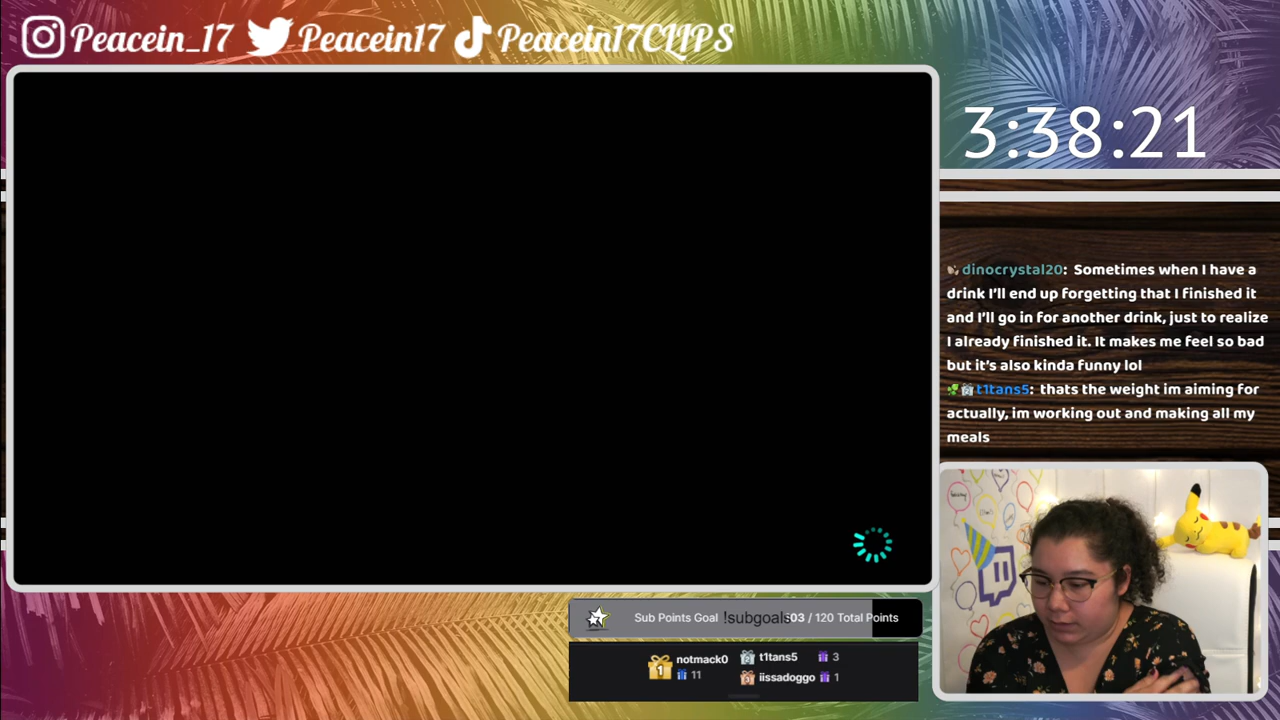 Peacein_17 Peacein17 Peacein17CLIPS
3:38:21
dinocrystal20: Sometimes when I have a
drink I'll end up forgetting that I finished it
and I'll go in for another drink, just to realize
I already finished it. It makes me feel so bad
but it's also kinda funny lol
t1tans5: thats the weight im aiming for
actually, im working out and making all my
meals
Sub Points Goal !subgoals 03 / 120 Total Points
notmack0 11
t1tans5 3
iissadoggo 1